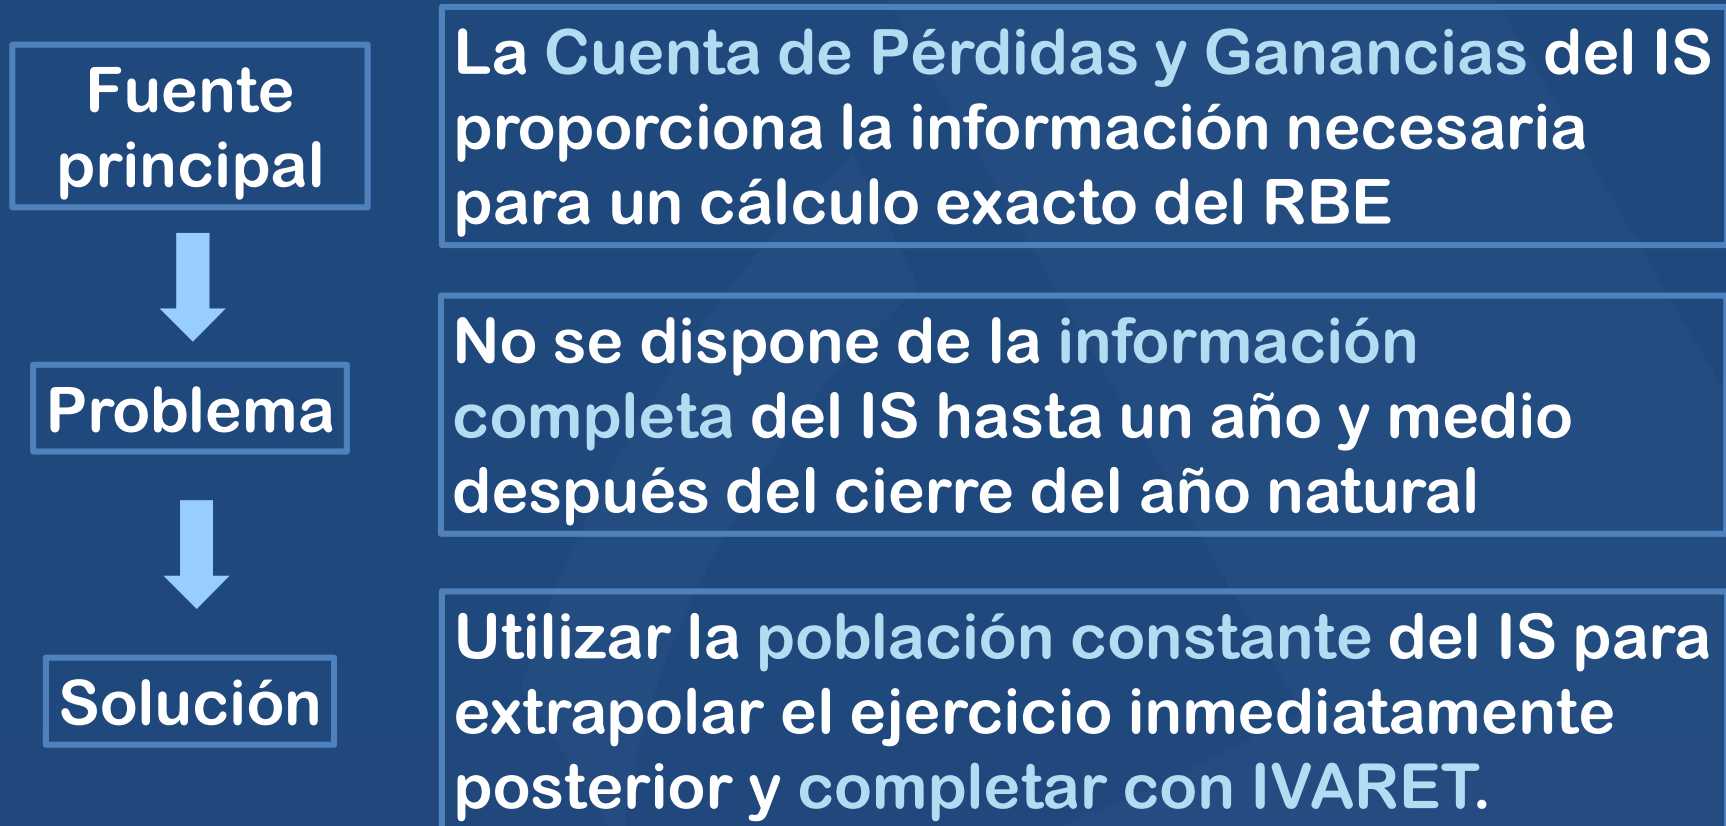 Fuente
principal
La Cuenta de Pérdidas y Ganancias del IS
proporciona la información necesaria
para un cálculo exacto del RBE
Problema
No se dispone de la información
completa del IS hasta un año y medio
después del cierre del año natural
Solución
Utilizar la población constante del IS para
extrapolar el ejercicio inmediatamente
posterior y completar con IVARET.